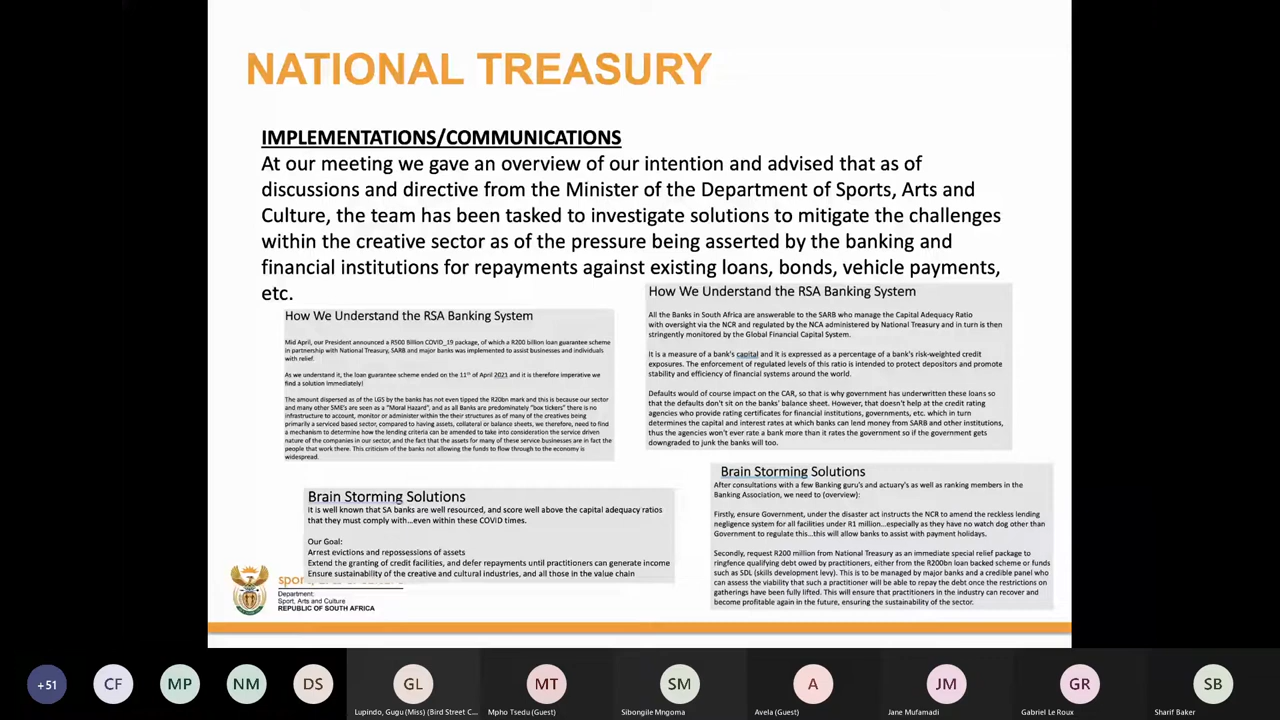 NATIONAL TREASURY
IMPLEMENTATIONS/COMMUNICATIONS
At our meeting we gave an overview of our intention and advised that as of
discussions and directive from the Minister of the Department of Sports, Arts and
Culture, the team has been tasked to investigate solutions to mitigate the challenges
within the creative sector as of the pressure being asserted by the banking and
financial institutions for repayments against existing loans, bonds, vehicle payments,
etc.
How We Understand the RSA Banking System
Mid April, our President announced a R500 Billion COVID_19 package, of which a R200 billion loan guarantee scheme
in partnership with National Treasury, SARB and major banks was implemented to assist businesses and individuals
with relief.
As we understand it, the loan guarantee scheme ended on the 11th of April 2021 and it is therefore imperative we
find a solution immediately!
The amount dispersed as of the LGS by the banks has not even tipped the R20bn mark and this is because our sector
and many other SME's are seen as a "Moral Hazard", and as all Banks are predominately "box tickers" there is no
infrastructure to account, monitor or administer within their structures as of many of the creatives being
primarily a serviced based sector, compared to having assets, collateral or balance sheets, we therefore, need to find
a mechanism to determine how the lending criteria can be amended to take into consideration the service driven
nature of the companies in our sector, and the fact that the assets for many of these service businesses are in fact the
people that work there. This criticism of the banks not allowing the funds to flow through to the economy is
widespread.
How We Understand the RSA Banking System
All the Banks in South Africa are answerable to the SARB who manage the Capital Adequacy Ratio
with oversight via the NCR and regulated by the NCA administered by National Treasury and in turn is then
stringently monitored by the Global Financial Capital System.
It is a measure of a bank's capital and it is expressed as a percentage of a bank's risk-weighted credit
exposures. The enforcement of regulated levels of this ratio is intended to protect depositors and promote
stability and efficiency of financial systems around the world.
Defaults would of course impact on the CAR, so that is why government has underwritten these loans so
that the defaults don't sit on the banks' balance sheet. However, that doesn't help at the credit rating
agencies who provide rating certificates for financial institutions, governments, etc. which in turn
determines the capital and interest rates at which banks can lend money from SARB and other institutions,
thus the agencies won't ever rate a bank more than it rates the government so if the government gets
downgraded to junk the banks will too.
Brain Storming Solutions
It is well known that SA banks are well resourced, and score well above the capital adequacy ratios
that they must comply with...even within these COVID times.
Our Goal:
Arrest evictions and repossessions of assets
Extend the granting of credit facilities, and defer repayments until practitioners can generate income
Ensure sustainability of the creative and cultural industries, and all those in the value chain
Brain Storming Solutions
After consultations with a few Banking guru's and actuary's as well as ranking members in the
Banking Association, we need to (overview):
Firstly, ensure Government, under the disaster act instructs the NCR to amend the reckless lending
negligence system for all facilities under R1 million...especially as they have no watch dog other than
Government to regulate this...this will allow banks to assist with payment holidays.
Secondly, request R200 million from National Treasury as an immediate special relief package to
ringfence qualifying debt owed by practitioners, either from the R200bn loan backed scheme or funds
such as SDL (skills development levy). This is to be managed by major banks and a credible panel who
can assess the viability that such a practitioner will be able to repay the debt once the restrictions on
gatherings have been fully lifted. This will ensure that practitioners in the industry can recover and
become profitable again in the future, ensuring the sustainability of the sector.
Department:
Sport, Arts and Culture
REPUBLIC OF SOUTH AFRICA
+51
CF
MP
NM
DS
GL
MT
SM
A
JM
GR
SB
Lupindo, Gugu (Miss) (Bird Street C...
Mpho Tsedu (Guest)
Sibongile Mngoma
Avela (Guest)
Jane Mufamadi
Gabriel Le Roux
Sharif Baker